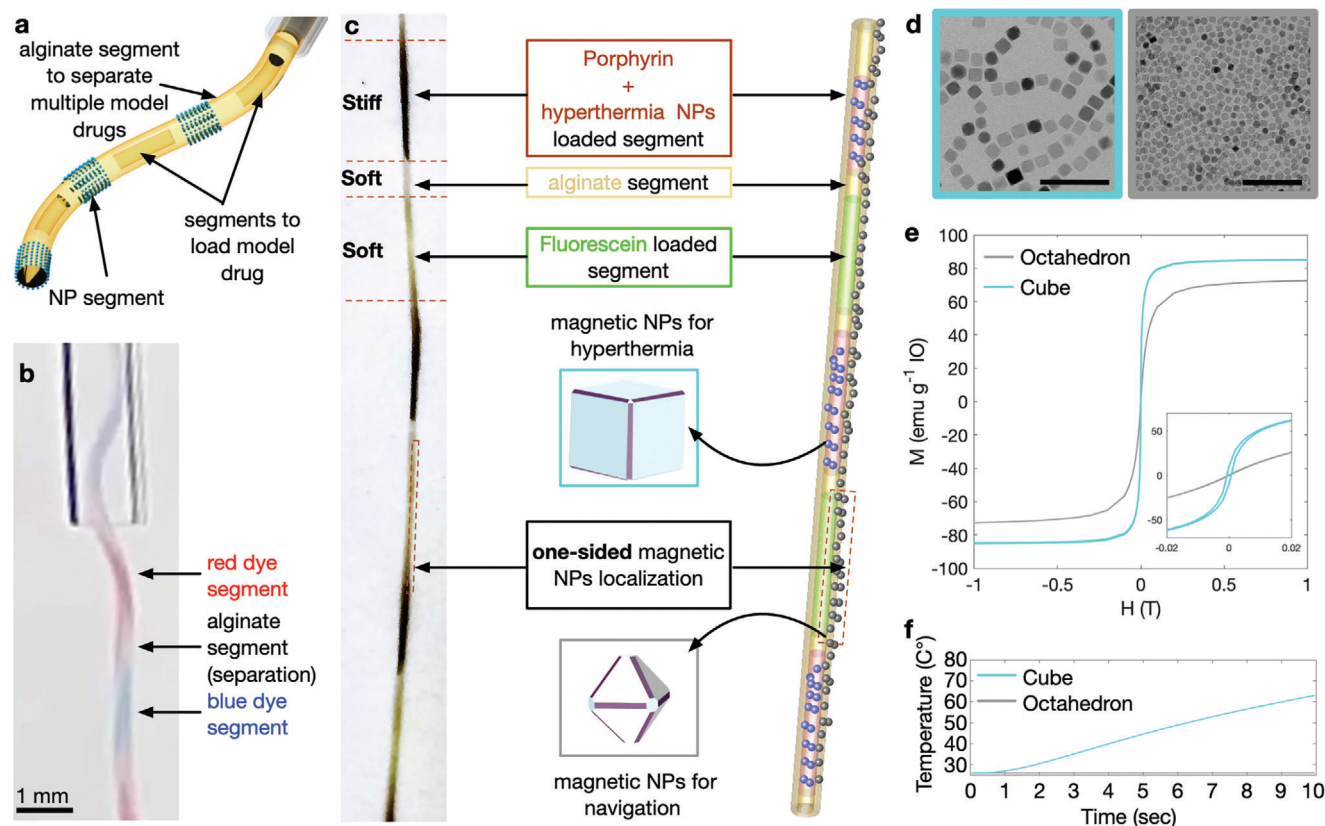 a
alginate segment
to separate
multiple model
drugs
segments to
load model
drug
NP segment
b
red dye
segment
alginate
segment
(separation)
blue dye
segment
1 mm
c
Stiff
Soft
Soft
Porphyrin
+
hyperthermia NPs
loaded segment
alginate segment
Fluorescein loaded
segment
magnetic NPs for
hyperthermia
one-sided magnetic
NPs localization
magnetic NPs for
navigation
d
e
100
80
60
40
20
0
-20
-40
-60
-80
-100
M (emu g⁻¹ IO)
Octahedron
Cube
50
0
-50
-0.02
0
0.02
-1
-0.5
0
0.5
1
H (T)
f
80
70
60
50
40
30
Temperature (C°)
Cube
Octahedron
0 1 2 3 4 5 6 7 8 9 10
Time (sec)